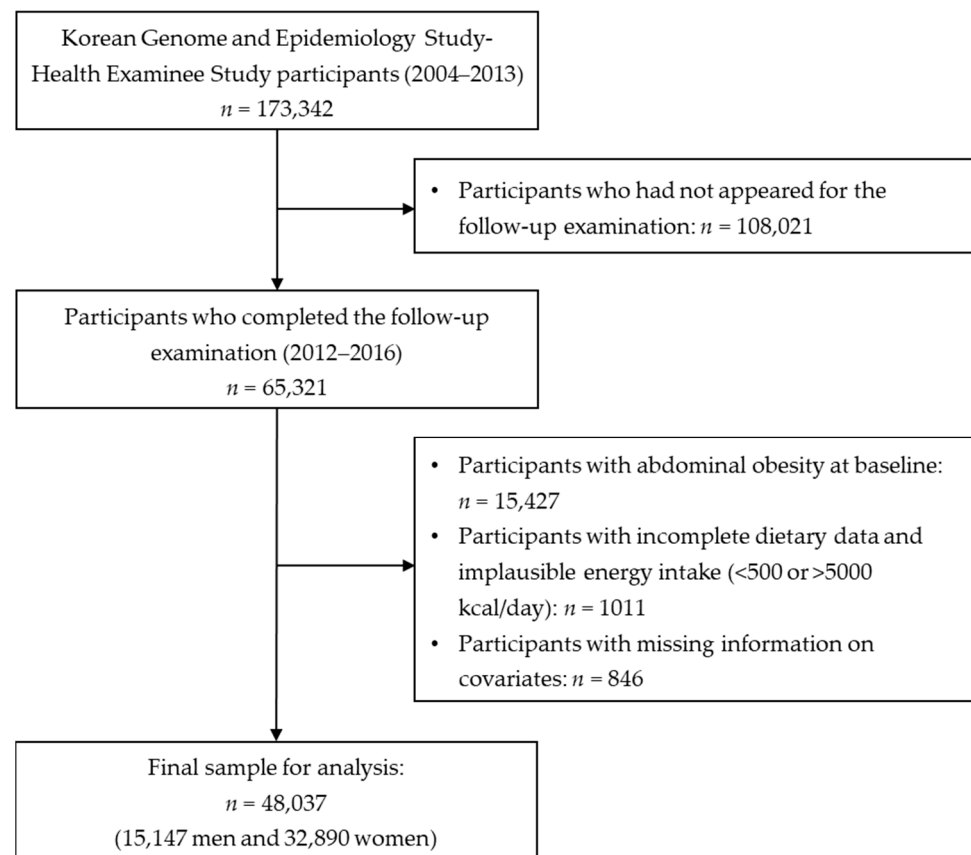 Korean Genome and Epidemiology Study-
Health Examinee Study participants (2004–2013)
n = 173,342
• Participants who had not appeared for the
follow-up examination: n = 108,021
Participants who completed the follow-up
examination (2012–2016)
n = 65,321
• Participants with abdominal obesity at baseline:
n = 15,427
• Participants with incomplete dietary data and
implausible energy intake (<500 or >5000
kcal/day): n = 1011
• Participants with missing information on
covariates: n = 846
Final sample for analysis:
n = 48,037
(15,147 men and 32,890 women)